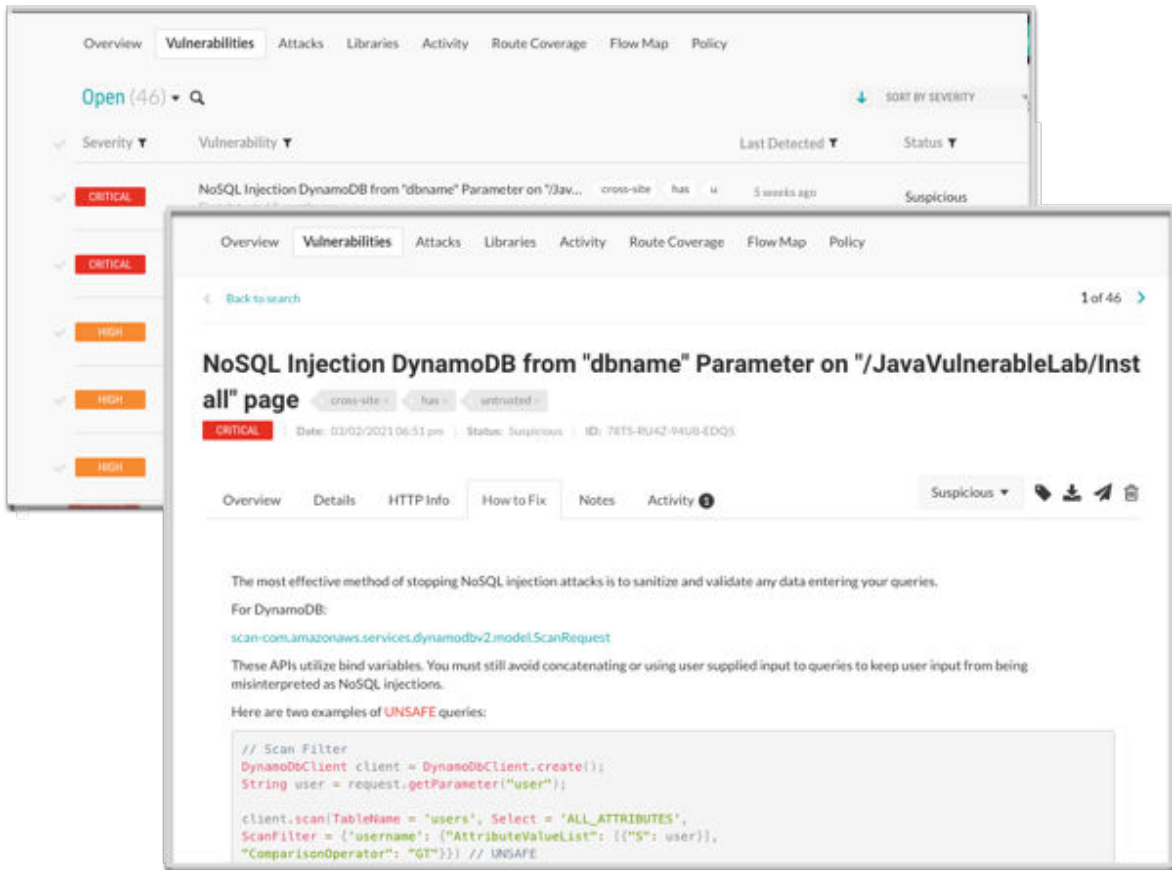 Overview Vulnerabilities Attacks Libraries Activity Route Coverage Flow Map Policy
Open (46)
SORT BY SEVERITY
Severity Vulnerability Last Detected Status
CRITICAL NoSQL Injection DynamoDB from "dbname" Parameter on "/Jav... cross-site has u 5 weeks ago Suspicious
CRITICAL
HIGH
HIGH
HIGH
Overview Vulnerabilities Attacks Libraries Activity Route Coverage Flow Map Policy
Back to search 1 of 46
NoSQL Injection DynamoDB from "dbname" Parameter on "/JavaVulnerableLab/Inst
all" page cross-site has untrusted
CRITICAL Date: 03/02/2021 06:51 pm Status: Suspicious ID:
Overview Details HTTP Info How to Fix Notes Activity Suspicious
The most effective method of stopping NoSQL injection attacks is to sanitize and validate any data entering your queries.
For DynamoDB:
scan-com.amazonaws.services.dynamodbv2.model.ScanRequest
These APIs utilize bind variables. You must still avoid concatenating or using user supplied input to queries to keep user input from being
misinterpreted as NoSQL injections.
Here are two examples of UNSAFE queries:
// Scan Filter
DynamoDbClient client = DynamoDbClient.create();
String user = request.getParameter("user");
client.scan(TableName = 'users', Select = 'ALL_ATTRIBUTES',
ScanFilter = {'username': {"AttributeValueList": [{"S": user}],
"ComparisonOperator": "GT"}}) // UNSAFE